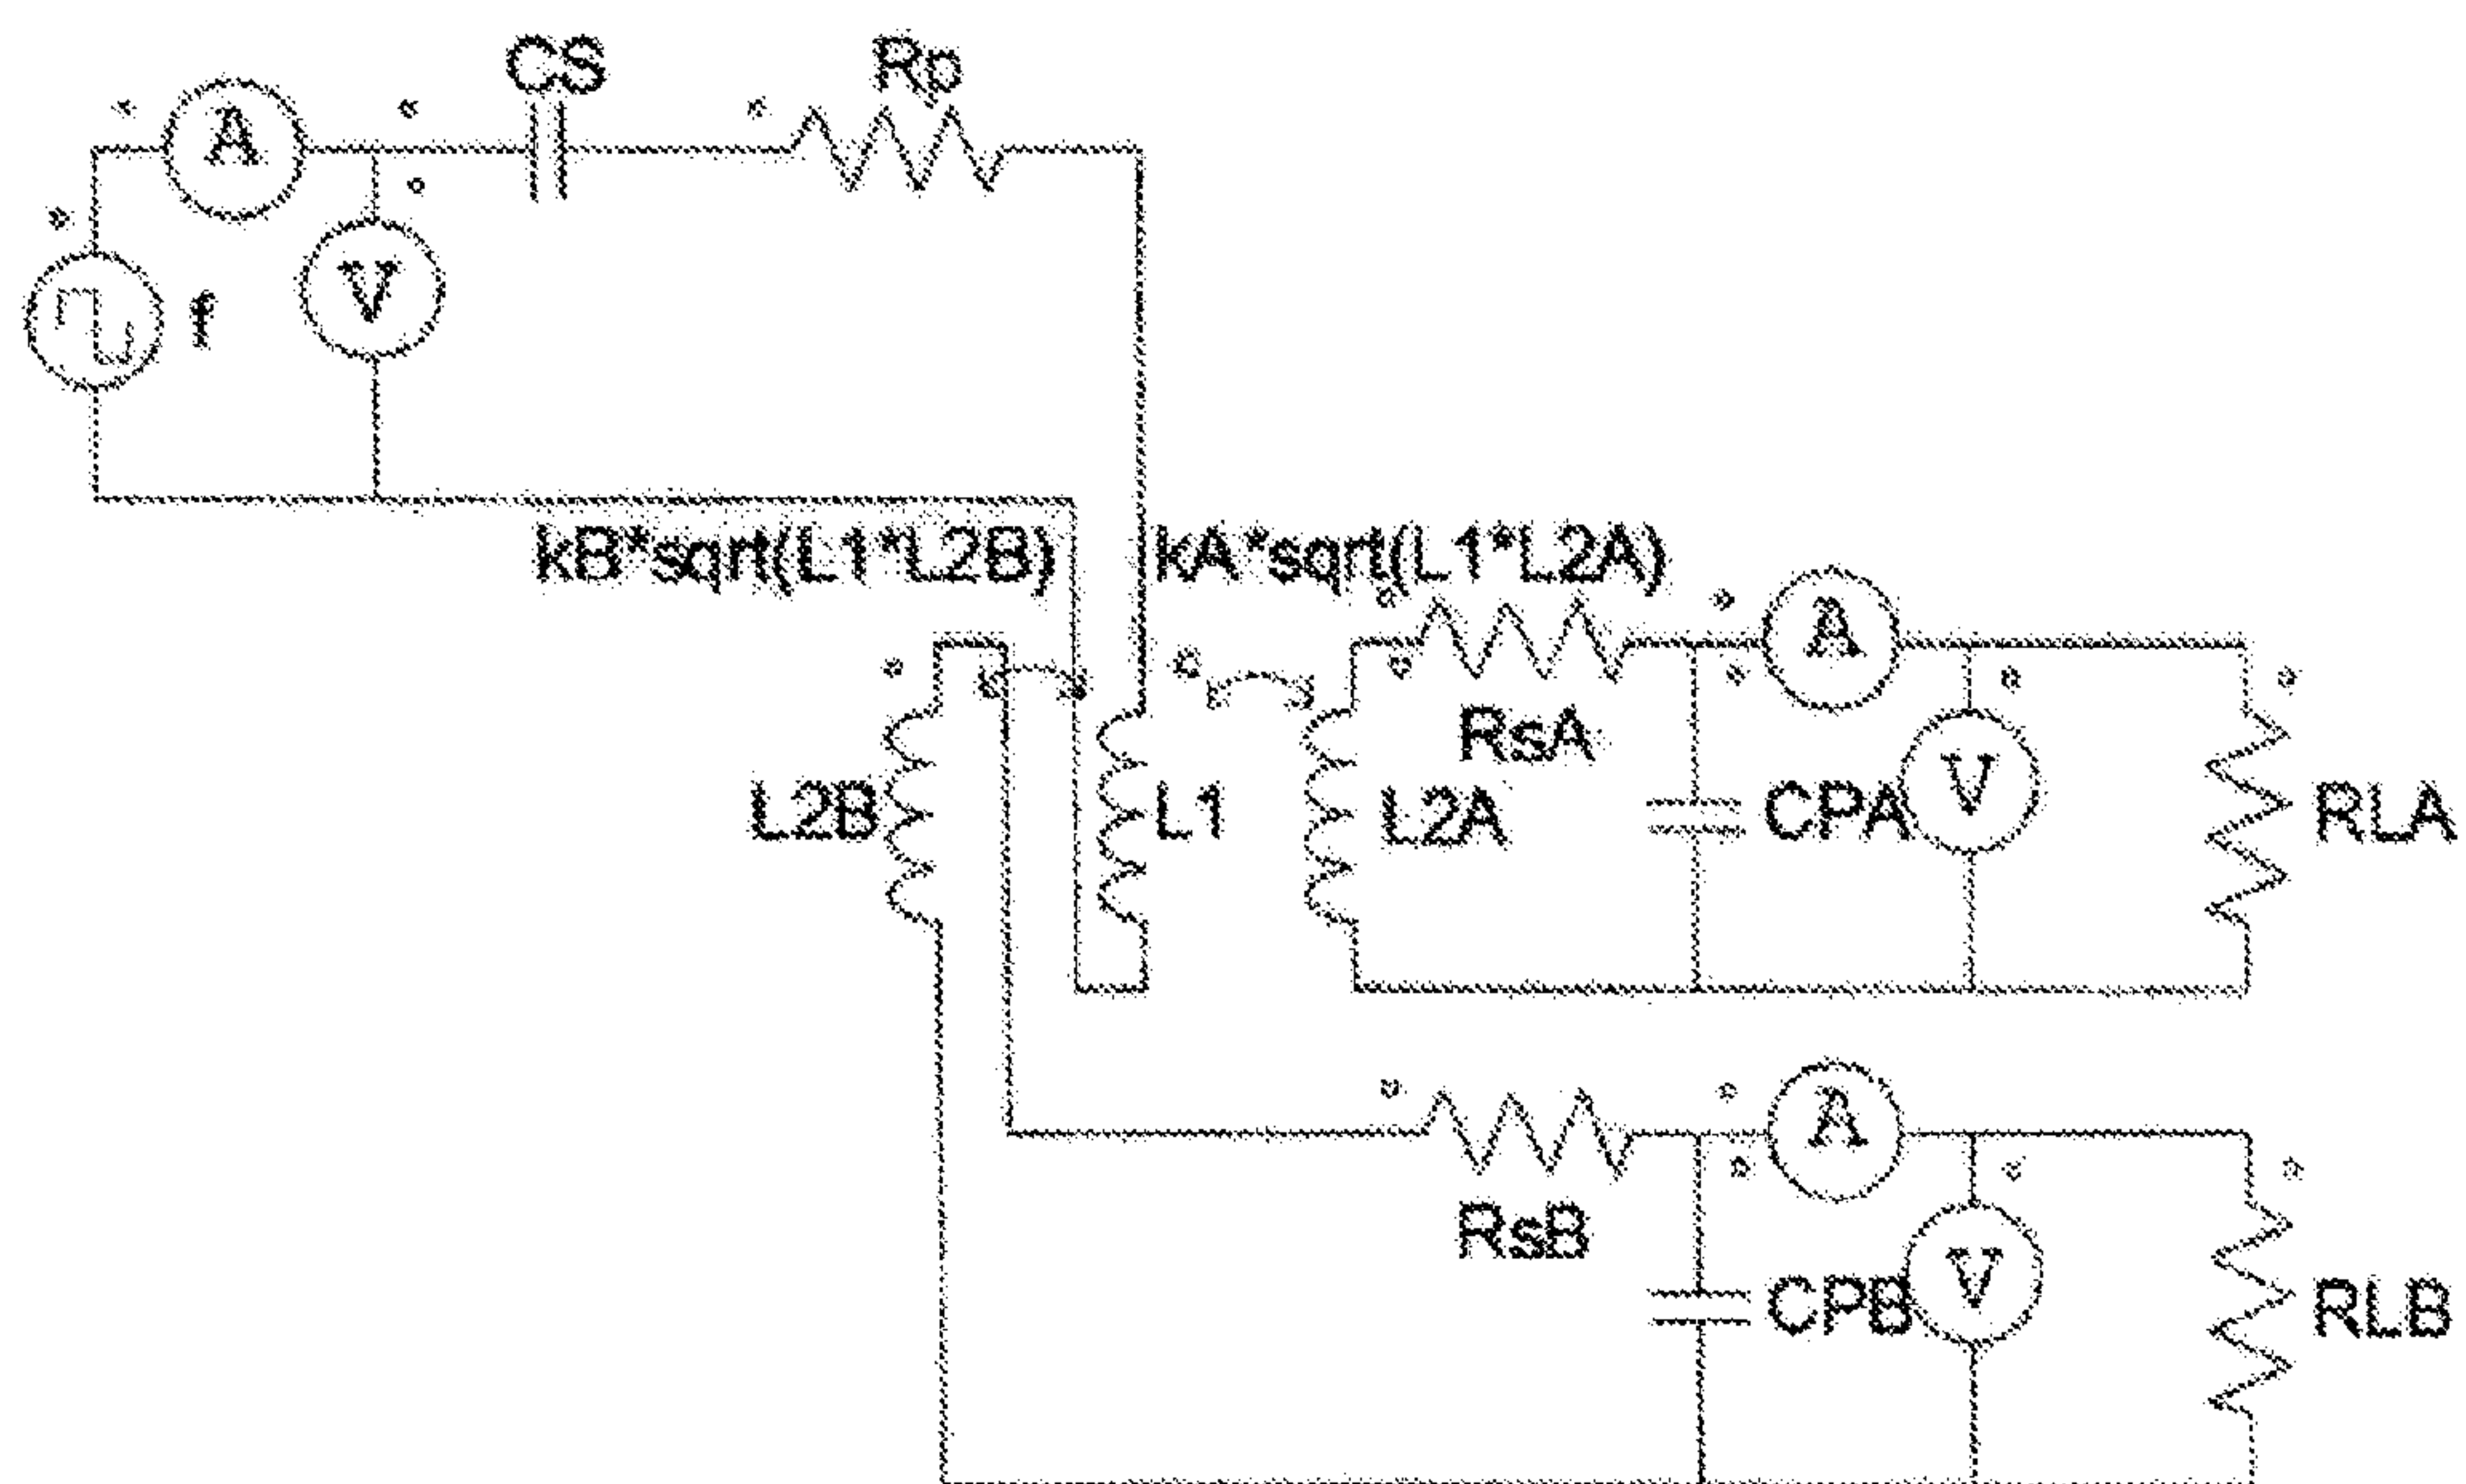 CS
Rp
A
V
f
kB*sqrt(L1*L2B)
kA*sqrt(L1*L2A)
A
RsA
L2B
L1
L2A
CPA
V
RLA
A
RsB
CPB
V
RLB